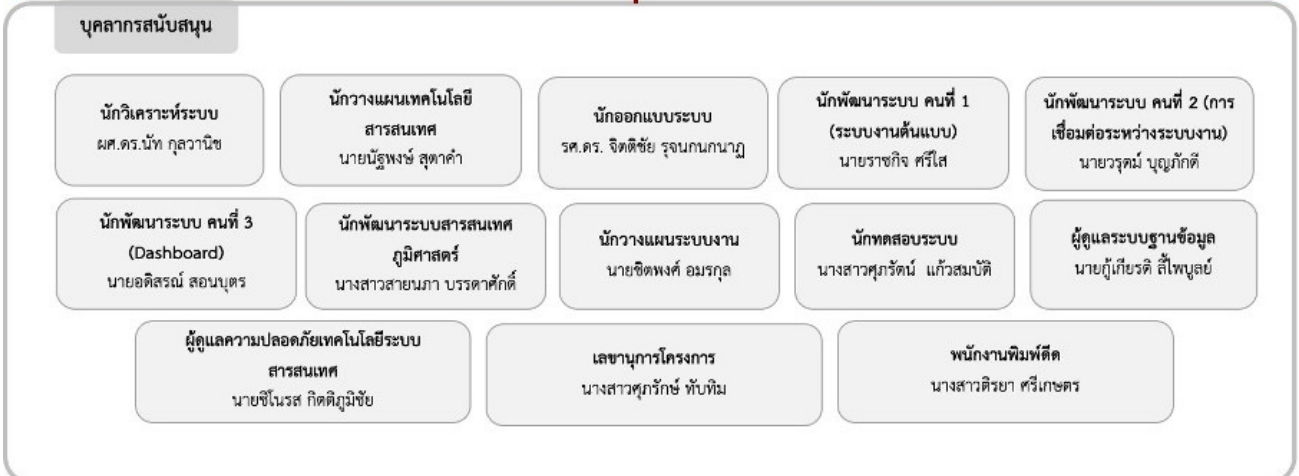 บุคลากรสนับสนุน
นักวิเคราะห์ระบบ
ผศ.ดร.นัท กุลวานิช
นักวางแผนเทคโนโลยี
สารสนเทศ
นายนัฐพงษ์ สุตาคำ
นักออกแบบระบบ
รศ.ดร. จิตติชัย รุจนกนกนาฏ
นักพัฒนาระบบ คนที่ 1
(ระบบงานต้นแบบ)
นายราชกิจ ศรีใส
นักพัฒนาระบบ คนที่ 2 (การ
เชื่อมต่อระหว่างระบบงาน)
นายวรุตม์ บุญภักดี
นักพัฒนาระบบ คนที่ 3
(Dashboard)
นายอดิสรณ์ สอนบุตร
นักพัฒนาระบบสารสนเทศ
ภูมิศาสตร์
นางสาวสายนภา บรรดาศักดิ์
นักวางแผนระบบงาน
นายชิตพงศ์ อมรกุล
นักทดสอบระบบ
นางสาวศุภรัตน์ แก้วสมบัติ
ผู้ดูแลระบบฐานข้อมูล
นายกู้เกียรติ ลี้ไพบูลย์
ผู้ดูแลความปลอดภัยเทคโนโลยีระบบ
สารสนเทศ
นายชิโนรส กิตติภูมิชัย
เลขานุการโครงการ
นางสาวศุภรักษ์ ทับทิม
พนักงานพิมพ์ดีด
นางสาวติรยา ศรีเกษตร